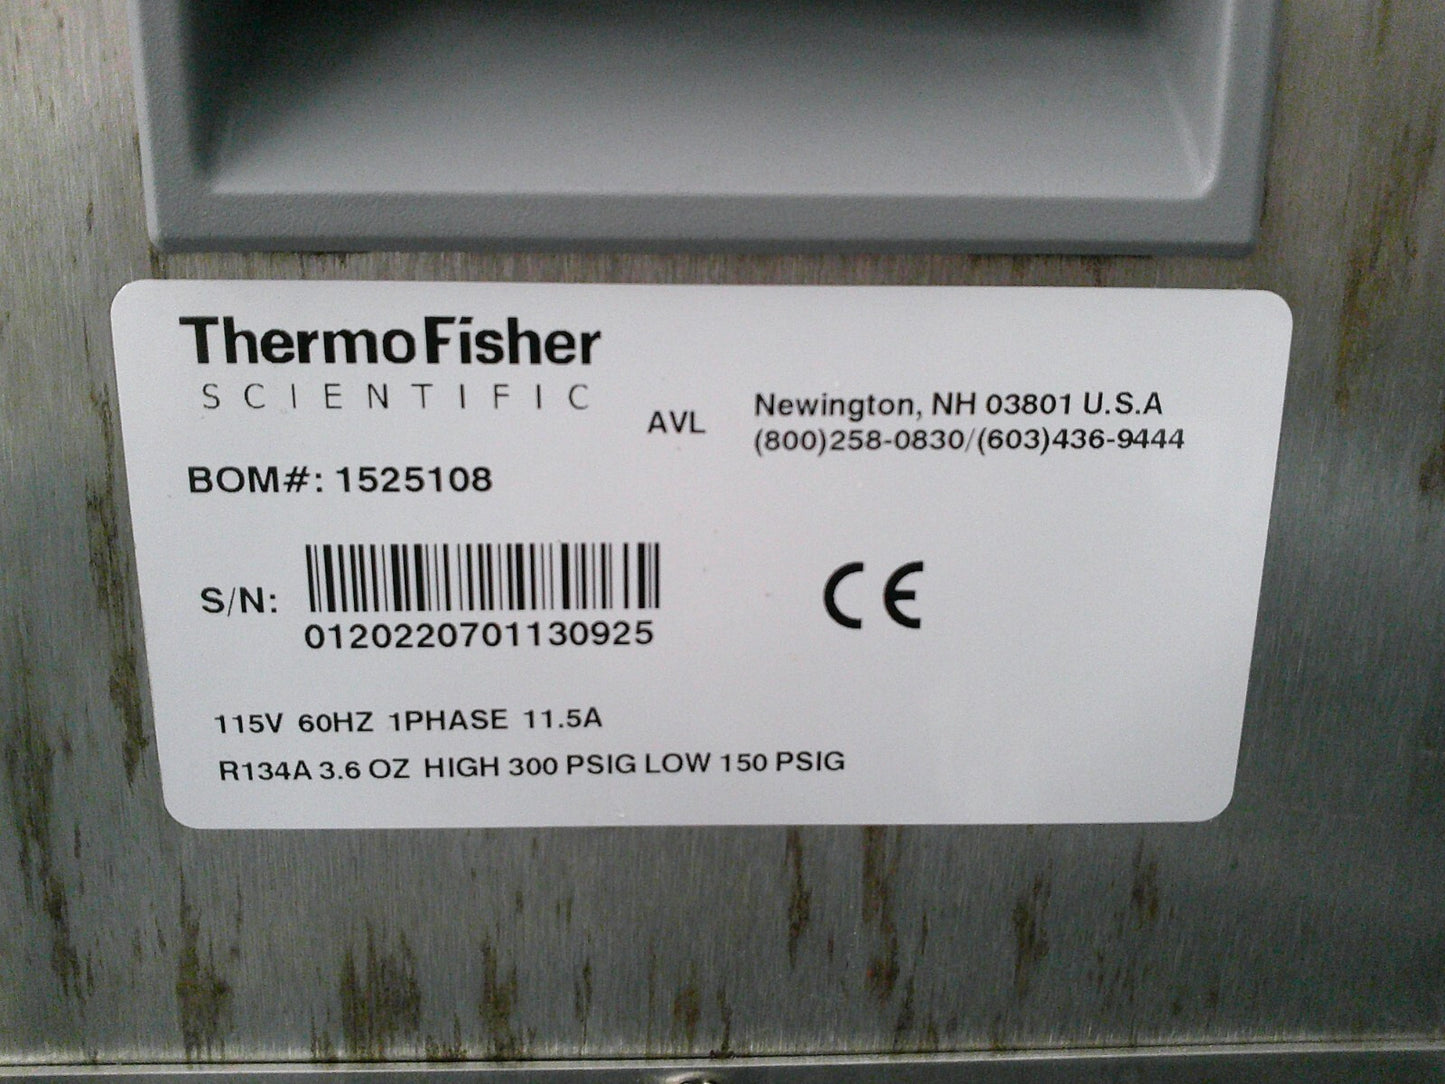 ThermoFisher
SCIENTIFIC
AVL
Newington, NH 03801 U.S.A
(800)258-0830/(603)436-9444
BOM#: 1525108
S/N:
0120220701130925
CE
115V 60HZ 1PHASE 11.5A
R134A 3.6 OZ HIGH 300 PSIG LOW 150 PSIG